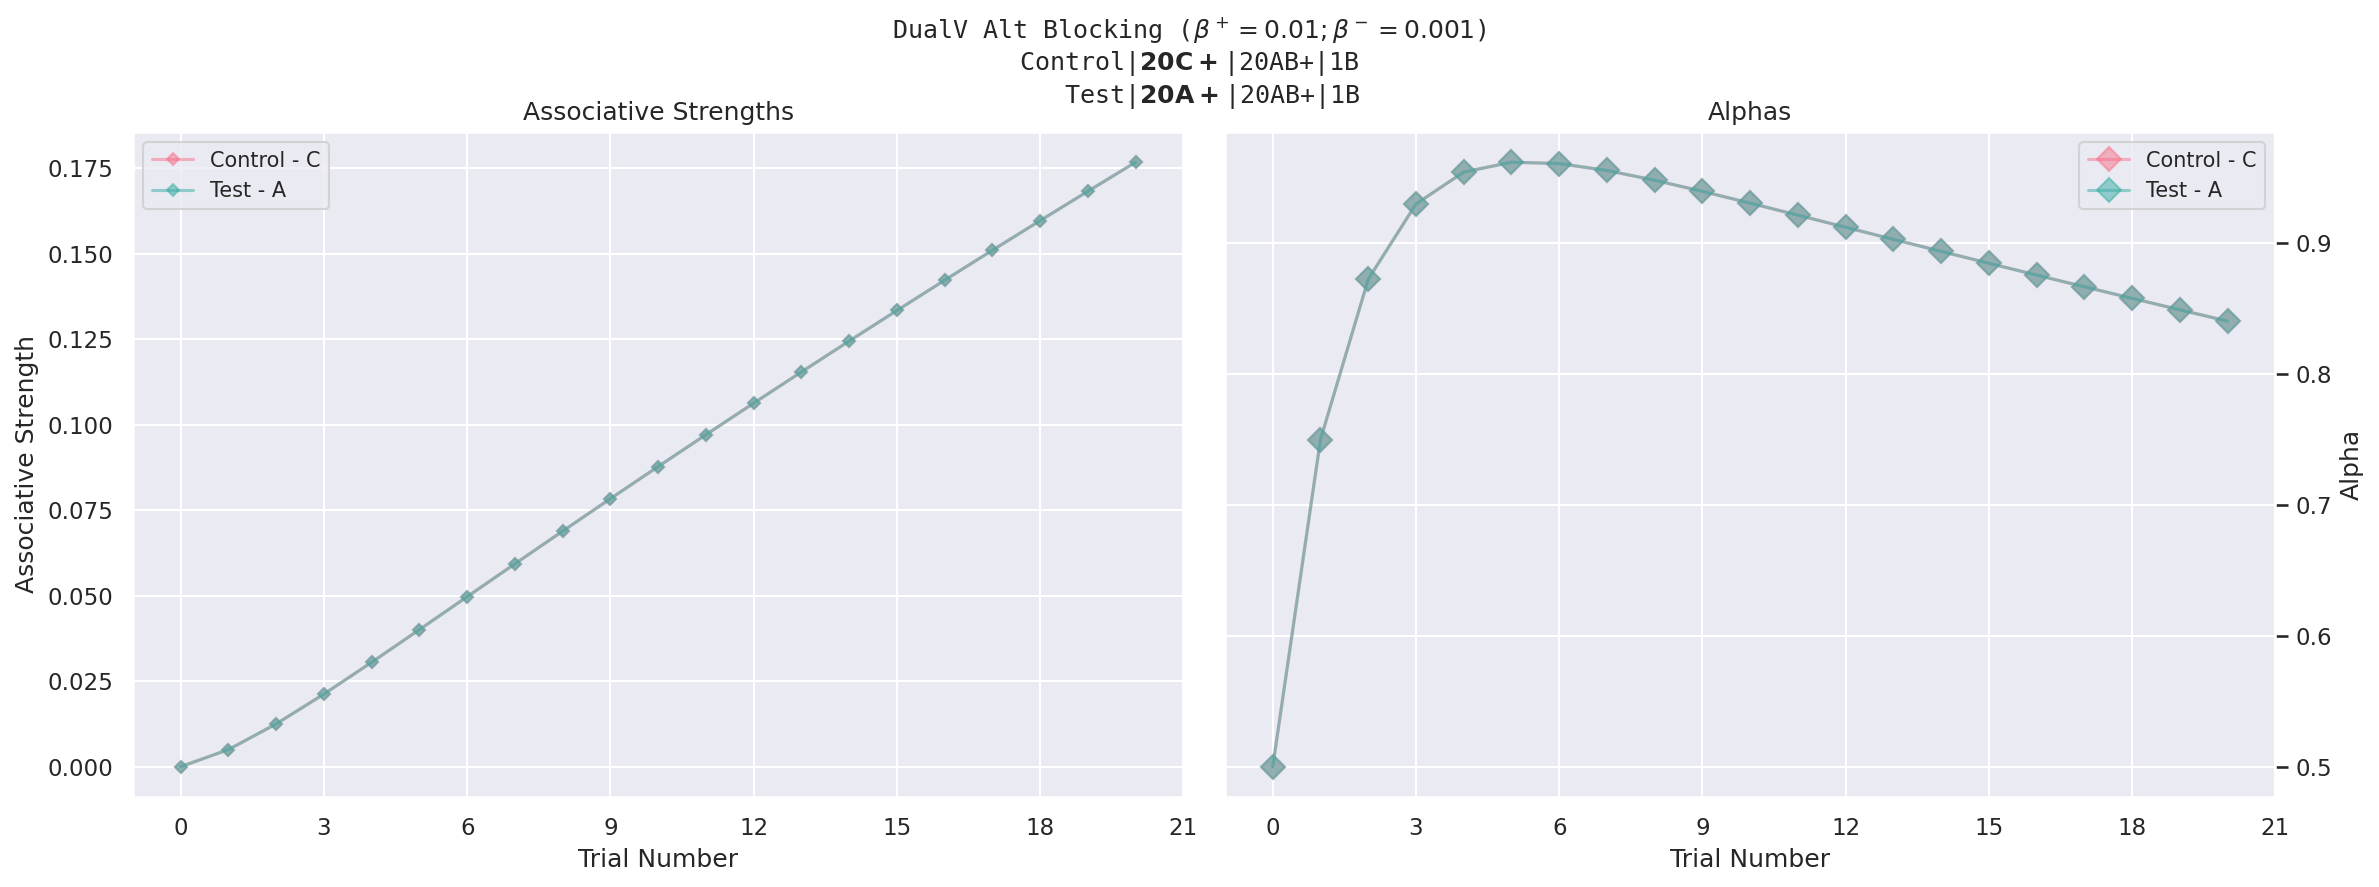 DualV Alt Blocking (β⁺ = 0.01; β⁻ = 0.001)
Control|20C+|20AB+|1B
Test|20A+|20AB+|1B
Associative Strengths
Control - C
Test - A
0.175
0.150
0.125
0.100
0.075
0.050
0.025
0.000
Associative Strength
0 3 6 9 12 15 18 21
Trial Number
Alphas
Control - C
Test - A
0.9
0.8
0.7
0.6
0.5
Alpha
0 3 6 9 12 15 18 21
Trial Number